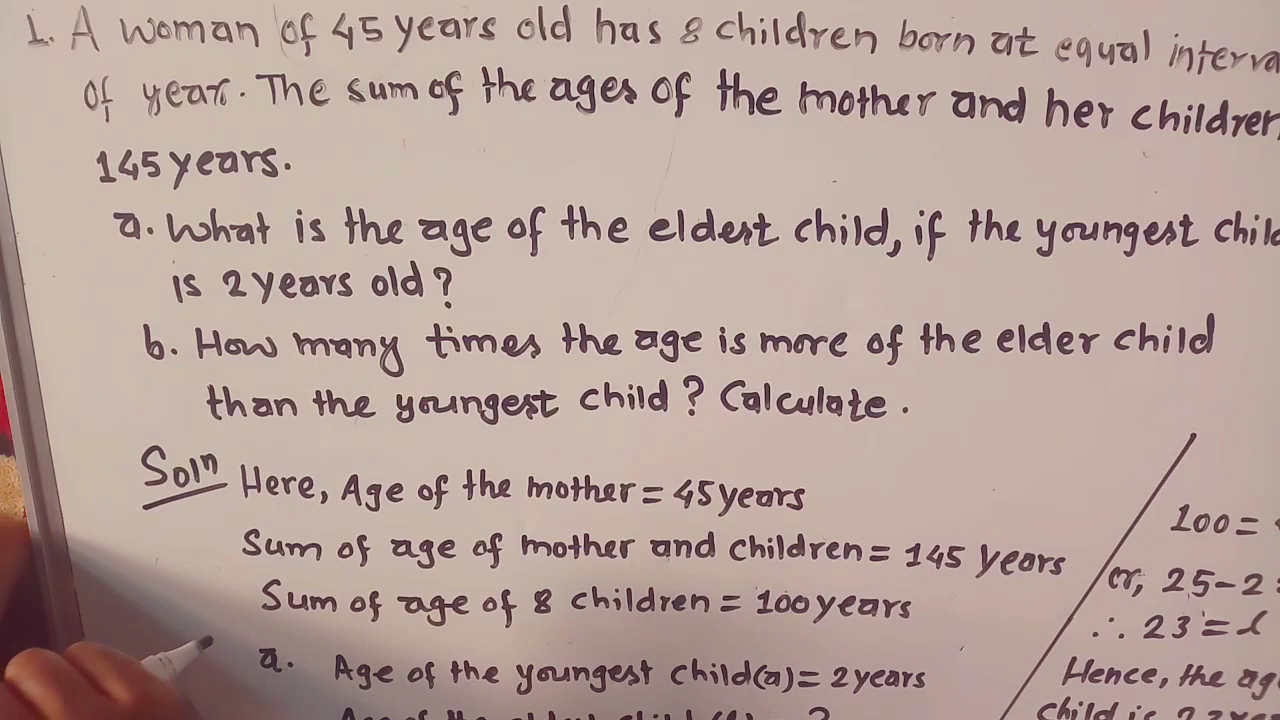 1. A woman of 45 years old has 8 children born at equal
of year. The sum of the ages of the mother and her children
145 years.
a. What is the age of the eldest child, if the youngest
is 2 years old?
b. How many times the age is more of the elder child
than the youngest child? Calculate.
Solⁿ Here, Age of the mother = 45 years
Sum of age of mother and children = 145 years
Sum of age of 8 children = 100 years
a. Age of the youngest child(a) = 2 years
100 =
or, 25-2 =
∴ 23 = l
Hence, the
child is